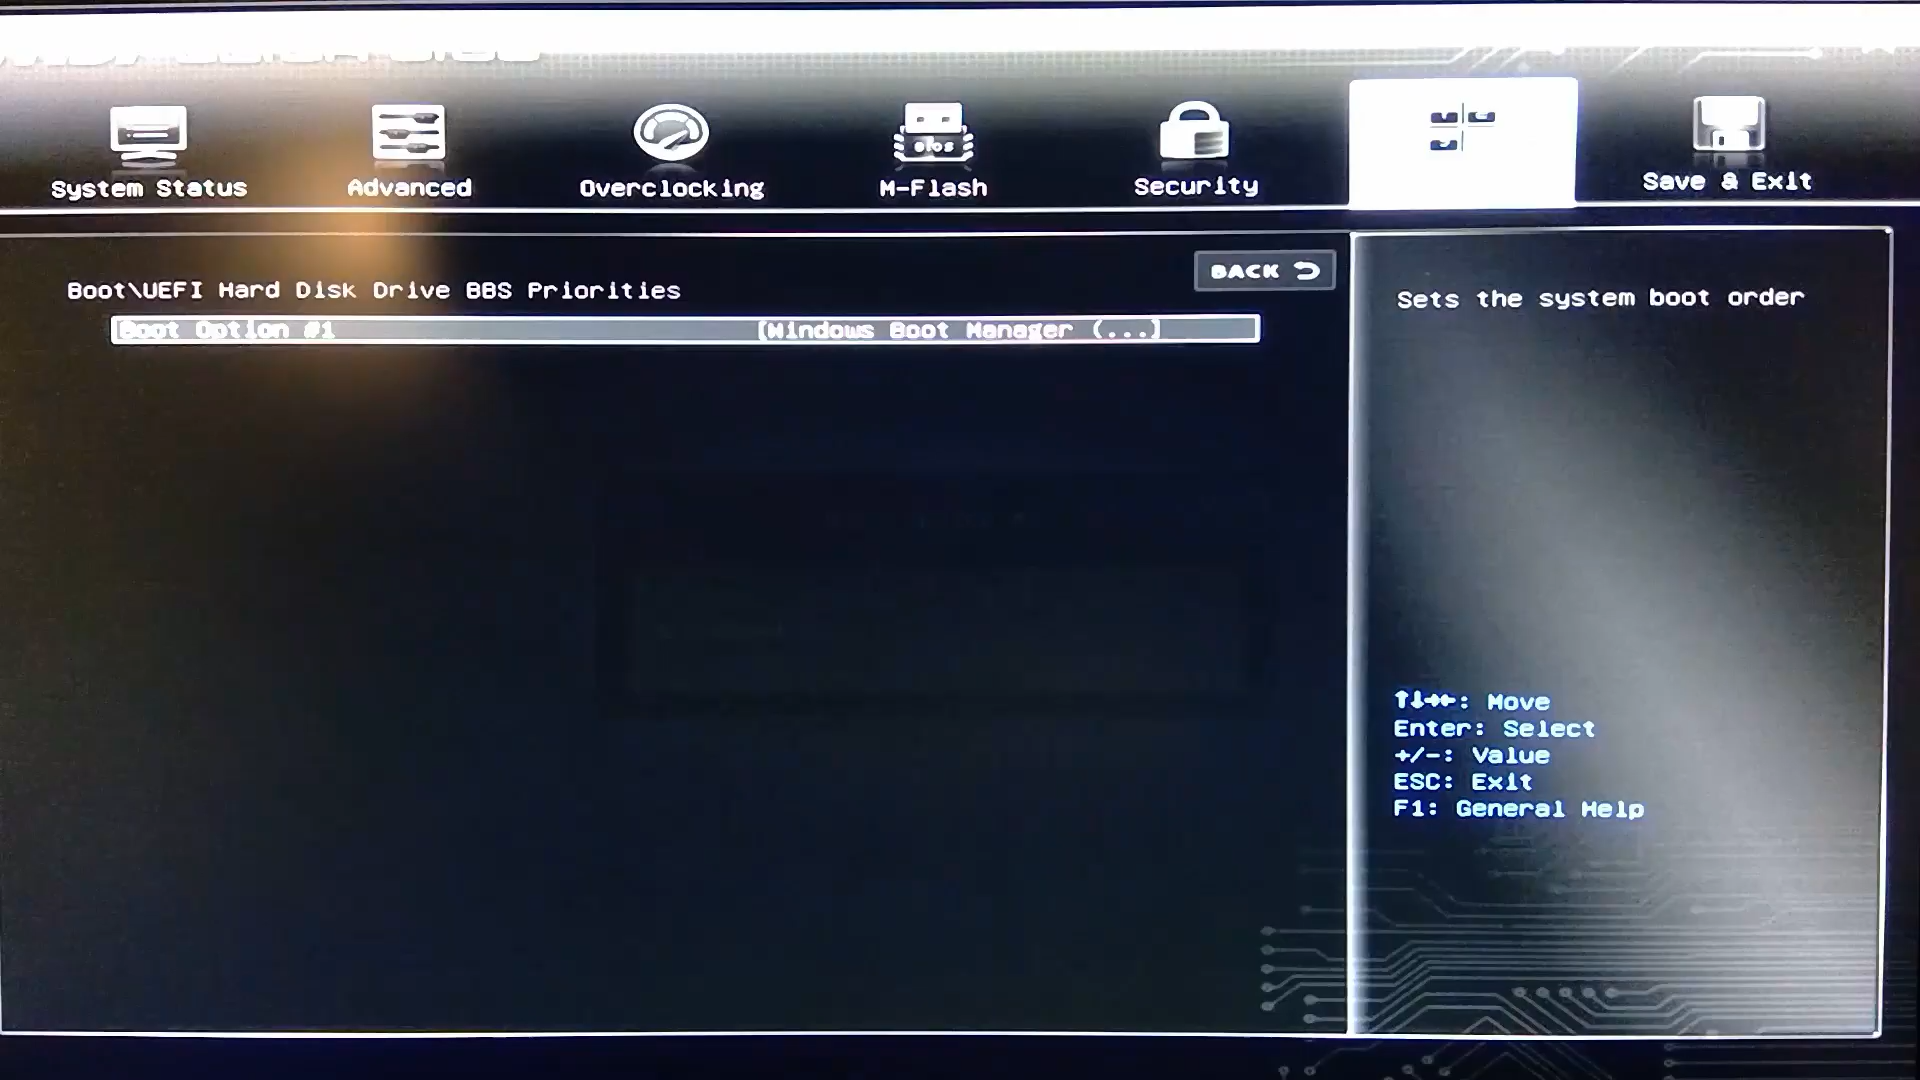 System Status
Advanced
Overclocking
M-Flash
BIOS
Security
Save & Exit
BACK
Boot\UEFI Hard Disk Drive BBS Priorities
Boot Option #1 [Windows Boot Manager (...]
Sets the system boot order
↑↓→←: Move
Enter: Select
+/-: Value
ESC: Exit
F1: General Help